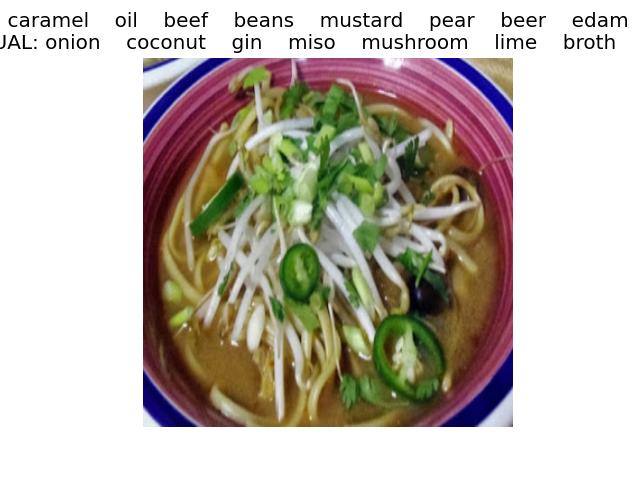 caramel oil beef beans mustard pear beer edam
UAL: onion coconut gin miso mushroom lime broth